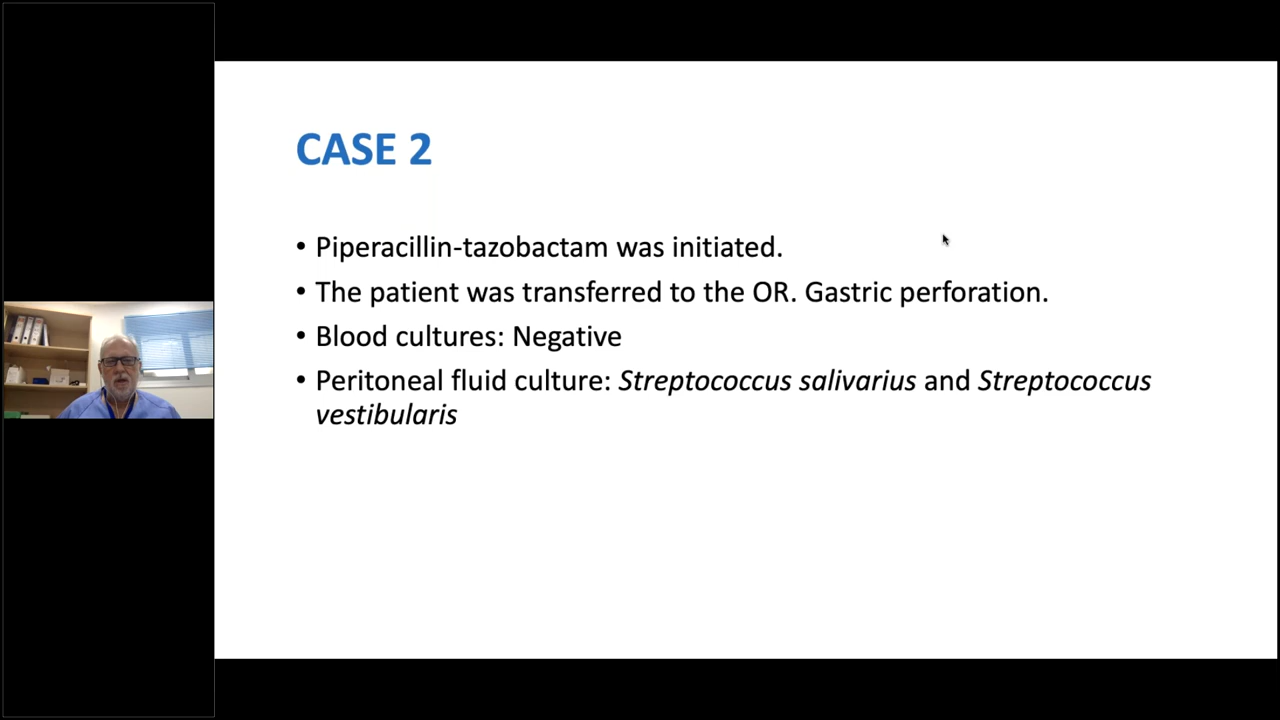 CASE 2
• Piperacillin-tazobactam was initiated.
• The patient was transferred to the OR. Gastric perforation.
• Blood cultures: Negative
• Peritoneal fluid culture: Streptococcus salivarius and Streptococcus
vestibularis